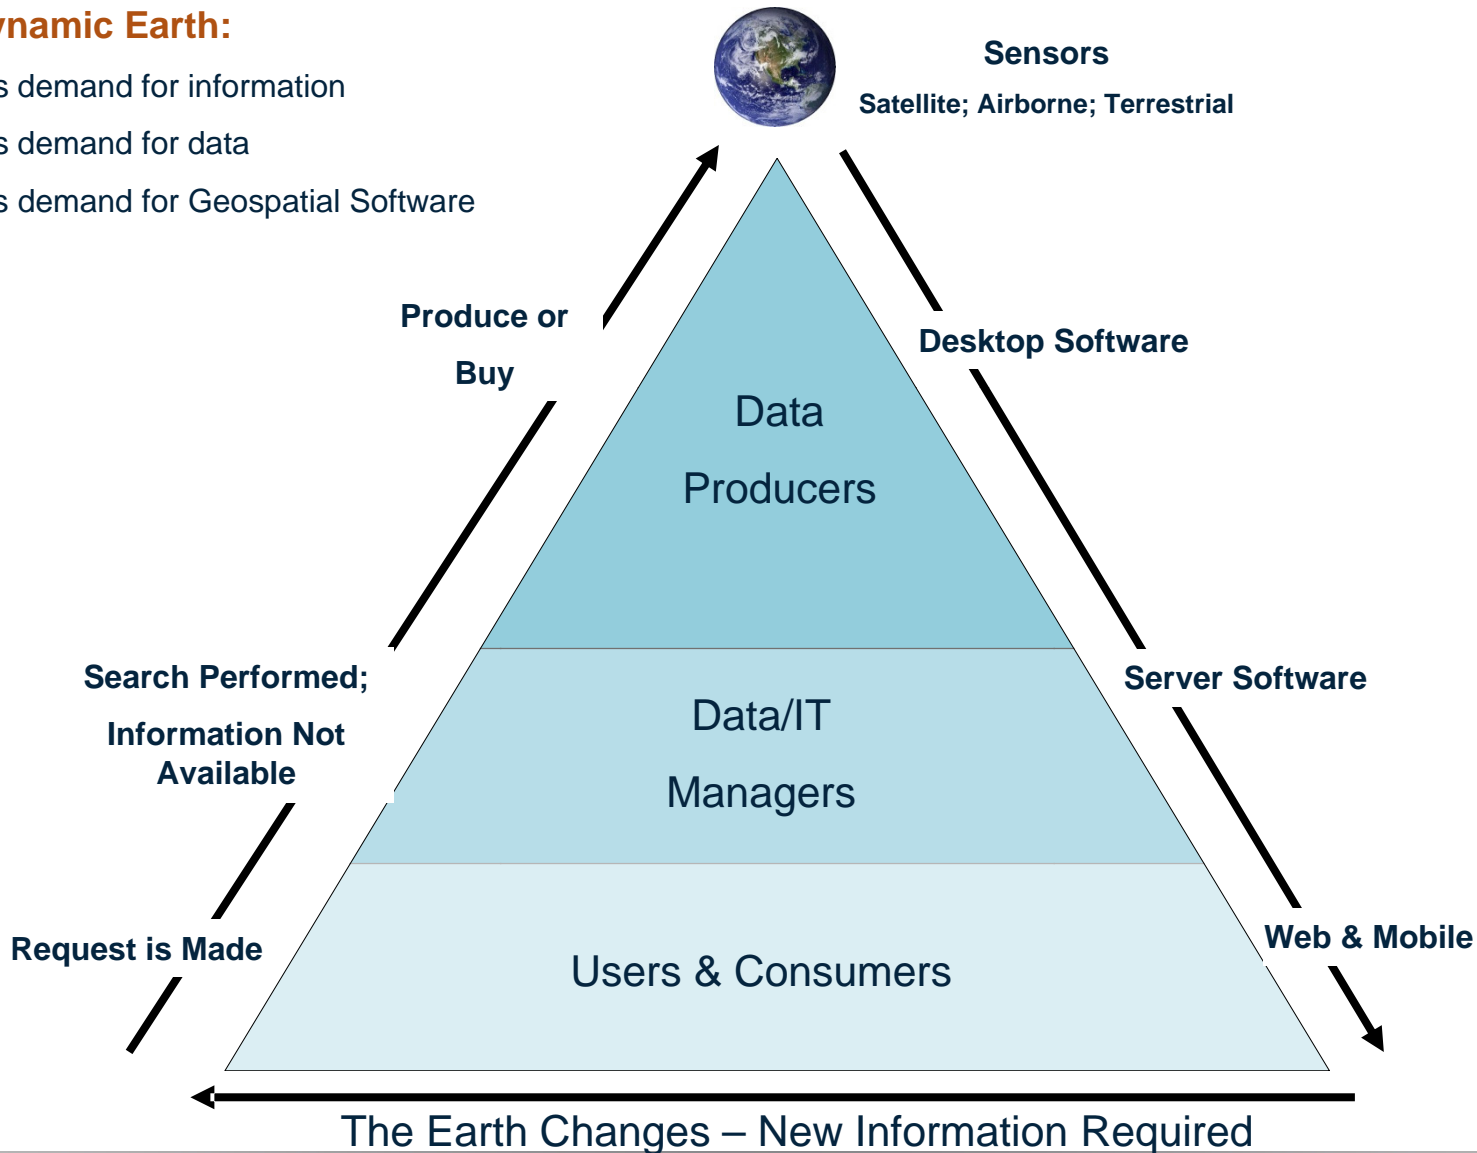 ynamic Earth:
s demand for information
s demand for data
s demand for Geospatial Software
Sensors
Satellite; Airborne; Terrestrial
Produce or
Buy
Desktop Software
Data
Producers
Search Performed;
Information Not
Available
Server Software
Data/IT
Managers
Request is Made
Web & Mobile
Users & Consumers
The Earth Changes – New Information Required